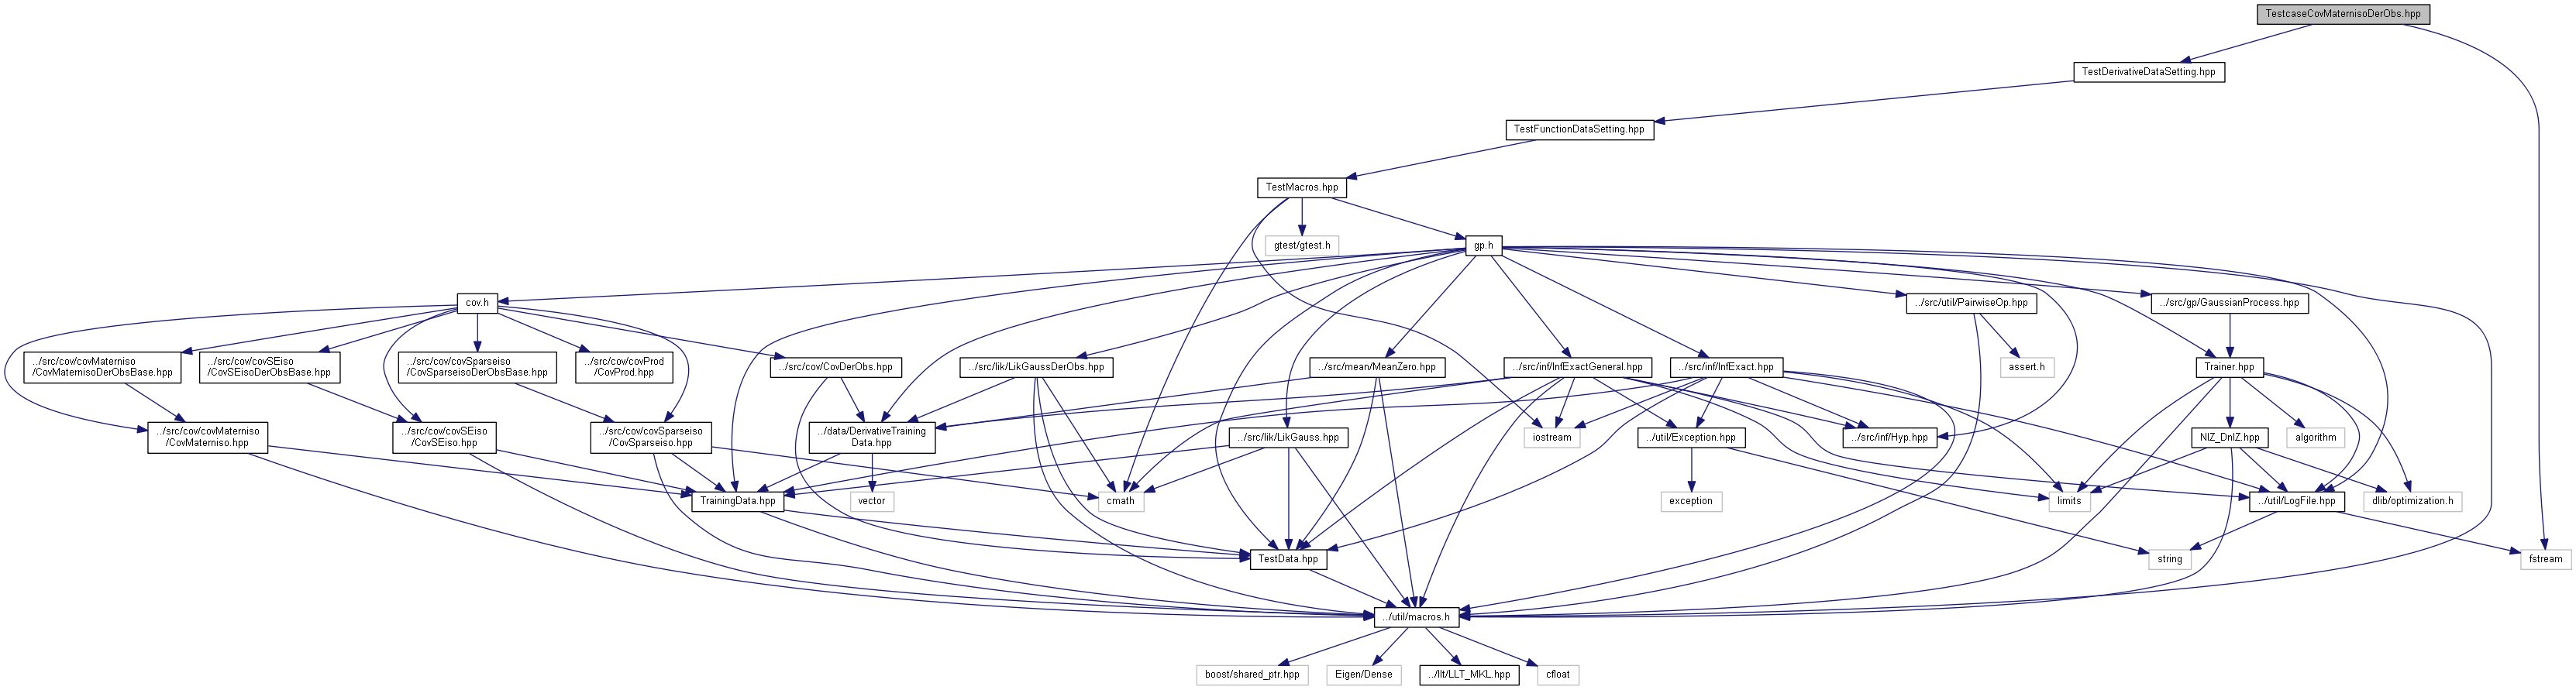 TestcaseCovMaternisoDerObs.hpp
TestDerivativeDataSetting.hpp
TestFunctionDataSetting.hpp
TestMacros.hpp
gtest/gtest.h
gp.h
cov.h
../src/util/PairwiseOp.hpp
../src/gp/GaussianProcess.hpp
../src/cov/covMaterniso
/CovMaternisoDerObsBase.hpp
../src/cov/covSEiso
/CovSEisoDerObsBase.hpp
../src/cov/covSparseiso
/CovSparseisoDerObsBase.hpp
../src/cov/covProd
/CovProd.hpp
../src/cov/CovDerObs.hpp
../src/lik/LikGaussDerObs.hpp
../src/mean/MeanZero.hpp
../src/inf/InfExactGeneral.hpp
../src/inf/InfExact.hpp
assert.h
Trainer.hpp
../src/cov/covMaterniso
/CovMaterniso.hpp
../src/cov/covSEiso
/CovSEiso.hpp
../src/cov/covSparseiso
/CovSparseiso.hpp
../data/DerivativeTraining
Data.hpp
../src/lik/LikGauss.hpp
iostream
../util/Exception.hpp
../src/inf/Hyp.hpp
NlZ_DnlZ.hpp
algorithm
TrainingData.hpp
vector
cmath
exception
limits
../util/LogFile.hpp
dlib/optimization.h
TestData.hpp
string
fstream
../util/macros.h
boost/shared_ptr.hpp
Eigen/Dense
../llt/LLT_MKL.hpp
cfloat